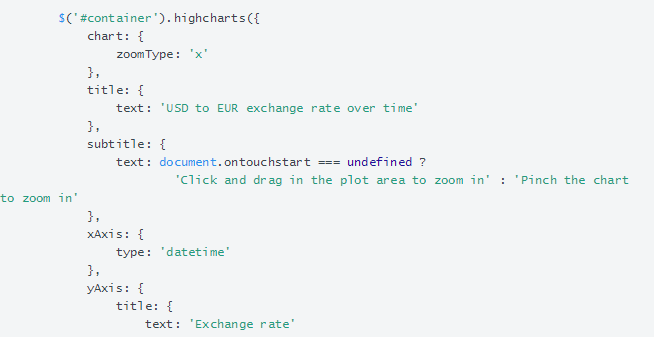 $('#container').highcharts({
chart: {
zoomType: 'x'
},
title: {
text: 'USD to EUR exchange rate over time'
},
subtitle: {
text: document.ontouchstart === undefined ?
'Click and drag in the plot area to zoom in' : 'Pinch the chart
to zoom in'
},
xAxis: {
type: 'datetime'
},
yAxis: {
title: {
text: 'Exchange rate'